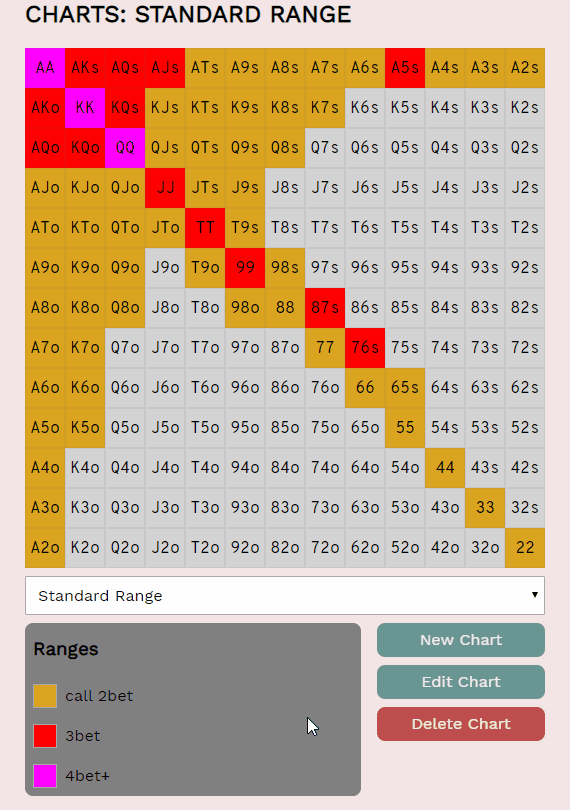 CHARTS: STANDARD RANGE
AA AKs AQs AJs ATs A9s A8s A7s A6s A5s A4s A3s A2s
AKo KK KQs KJs KTs K9s K8s K7s K6s K5s K4s K3s K2s
AQo KQo QQ QJs QTs Q9s Q8s Q7s Q6s Q5s Q4s Q3s Q2s
AJo KJo QJo JJ JTs J9s J8s J7s J6s J5s J4s J3s J2s
ATo KTo QTo JTo TT T9s T8s T7s T6s T5s T4s T3s T2s
A9o K9o Q9o J9o T9o 99 98s 97s 96s 95s 94s 93s 92s
A8o K8o Q8o J8o T8o 98o 88 87s 86s 85s 84s 83s 82s
A7o K7o Q7o J7o T7o 97o 87o 77 76s 75s 74s 73s 72s
A6o K6o Q6o J6o T6o 96o 86o 76o 66 65s 64s 63s 62s
A5o K5o Q5o J5o T5o 95o 85o 75o 65o 55 54s 53s 52s
A4o K4o Q4o J4o T4o 94o 84o 74o 64o 54o 44 43s 42s
A3o K3o Q3o J3o T3o 93o 83o 73o 63o 53o 43o 33 32s
A2o K2o Q2o J2o T2o 92o 82o 72o 62o 52o 42o 32o 22
Standard Range
Ranges
call 2bet
3bet
4bet+
New Chart
Edit Chart
Delete Chart